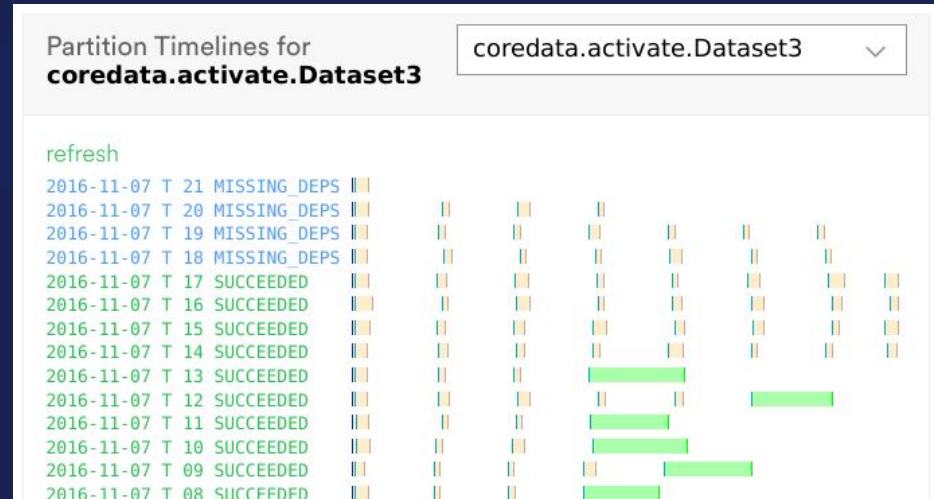 Partition Timelines for
coredata.activate.Dataset3
coredata.activate.Dataset3
refresh
2016-11-07 T 21 MISSING_DEPS
2016-11-07 T 20 MISSING_DEPS
2016-11-07 T 19 MISSING_DEPS
2016-11-07 T 18 MISSING_DEPS
2016-11-07 T 17 SUCCEEDED
2016-11-07 T 16 SUCCEEDED
2016-11-07 T 15 SUCCEEDED
2016-11-07 T 14 SUCCEEDED
2016-11-07 T 13 SUCCEEDED
2016-11-07 T 12 SUCCEEDED
2016-11-07 T 11 SUCCEEDED
2016-11-07 T 10 SUCCEEDED
2016-11-07 T 09 SUCCEEDED
2016-11-07 T 08 SUCCEEDED